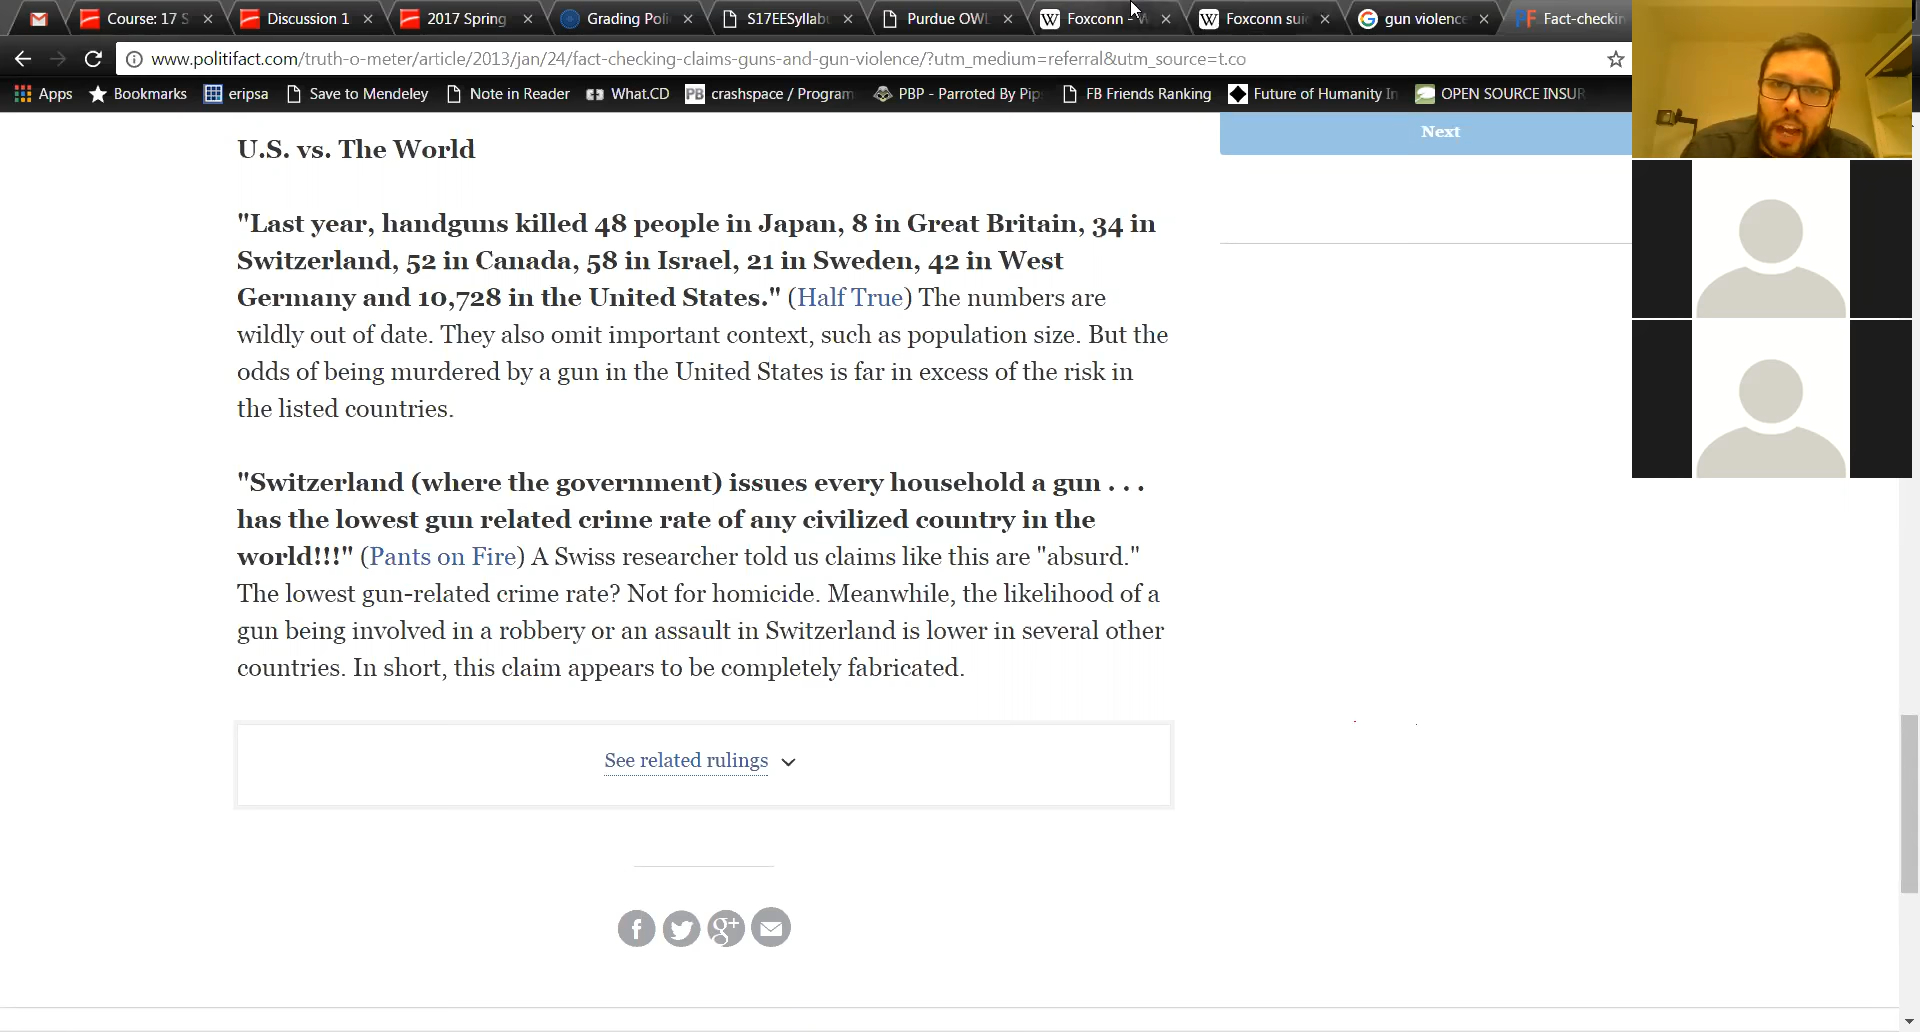 Course: 17 S
Discussion 1
2017 Spring
Grading Poli
S17EESyllabu
Purdue OWL
Foxconn - W
Foxconn suic
gun violence
Fact-checkin
www.politifact.com/truth-o-meter/article/2013/jan/24/fact-checking-claims-guns-and-gun-violence/?utm_medium=referral&utm_source=t.co
Apps
Bookmarks
eripsa
Save to Mendeley
Note in Reader
What.CD
PB crashspace / Program
PBP - Parroted By Pip
FB Friends Ranking
Future of Humanity In
OPEN SOURCE INSUR
Next
U.S. vs. The World
"Last year, handguns killed 48 people in Japan, 8 in Great Britain, 34 in
Switzerland, 52 in Canada, 58 in Israel, 21 in Sweden, 42 in West
Germany and 10,728 in the United States." (Half True) The numbers are
wildly out of date. They also omit important context, such as population size. But the
odds of being murdered by a gun in the United States is far in excess of the risk in
the listed countries.
"Switzerland (where the government) issues every household a gun . . .
has the lowest gun related crime rate of any civilized country in the
world!!!" (Pants on Fire) A Swiss researcher told us claims like this are "absurd."
The lowest gun-related crime rate? Not for homicide. Meanwhile, the likelihood of a
gun being involved in a robbery or an assault in Switzerland is lower in several other
countries. In short, this claim appears to be completely fabricated.
See related rulings